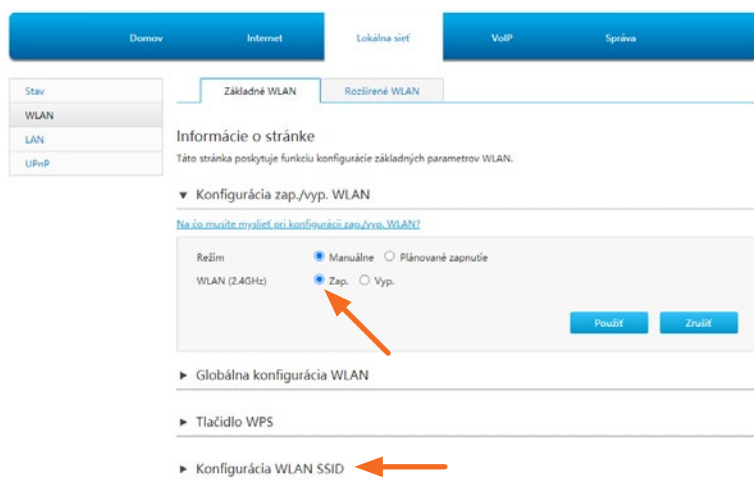 Domov Internet Lokálna sieť VoIP Správa
Stav
WLAN
LAN
UPnP
Základné WLAN Rozšírené WLAN
Informácie o stránke
Táto stránka poskytuje funkciu konfigurácie základných parametrov WLAN.
Konfigurácia zap./vyp. WLAN
Na čo musíte myslieť pri konfigurácii zap./vyp. WLAN?
Režim Manuálne Plánované zapnutie
WLAN (2.4GHz) Zap. Vyp.
Použiť Zrušiť
Globálna konfigurácia WLAN
Tlačidlo WPS
Konfigurácia WLAN SSID